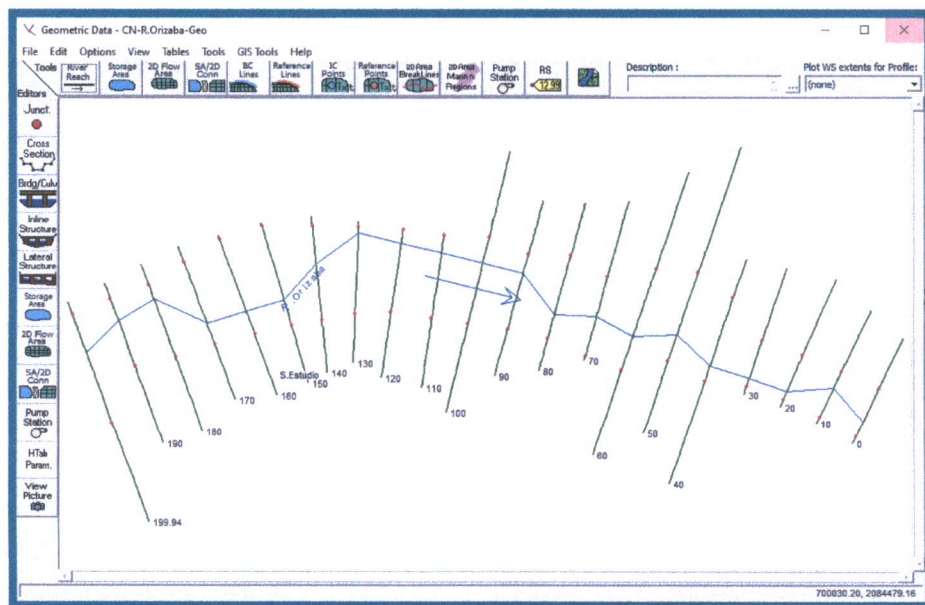 Geometric Data - CN-R.Orizaba-Geo
File Edit Options View Tables Tools GIS Tools Help
Tools
River Reach
Storage Area
2D Flow Area
SA/2D Conn
BC Lines
Reference Lines
IC Points
Reference Points
2D Area BreakLines
2D Area Mann n Regions
Pump Station
RS
12.99
Description :
...
Plot WS extents for Profile:
(none)
Editors
Junct.
Cross Section
Brdg/Culv
Inline Structure
Lateral Structure
Storage Area
2D Flow Area
SA/2D Conn
Pump Station
HTab Param.
View Picture
R. Orizaba
S.Estudio
199.94
190
180
170
160
150
140
130
120
110
100
90
80
70
60
50
40
30
20
10
0
700030.20, 2084479.16